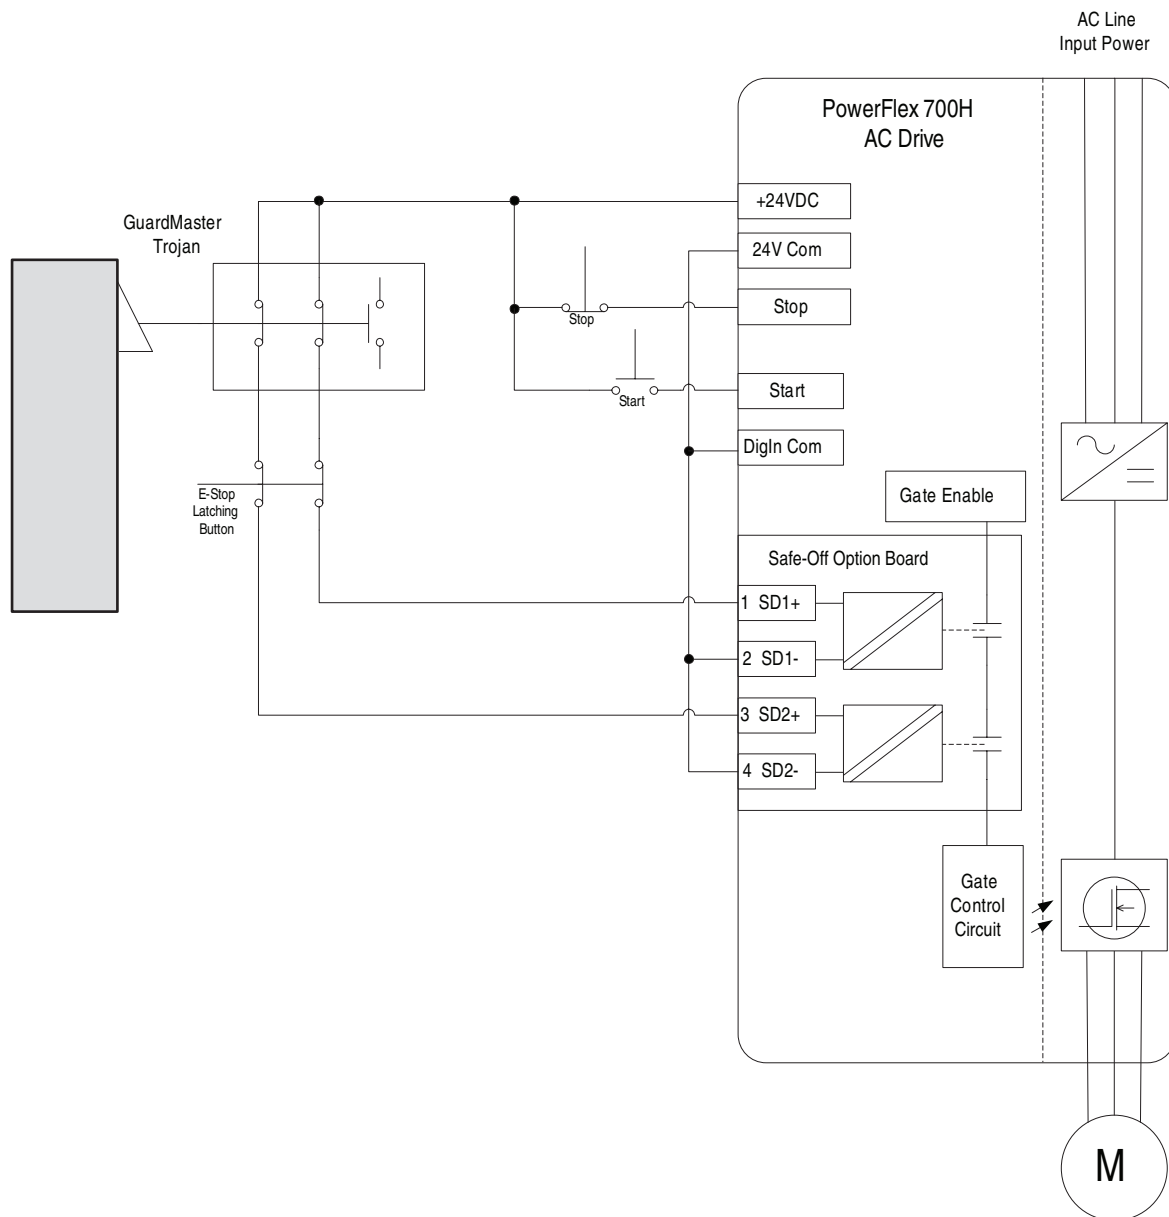 AC Line
Input Power
PowerFlex 700H
AC Drive
+24VDC
GuardMaster
Trojan
24V Com
Stop
Stop
Start
Start
DigIn Com
E-Stop
Latching
Button
Gate Enable
Safe-Off Option Board
1 SD1+
2 SD1-
3 SD2+
4 SD2-
Gate
Control
Circuit
M